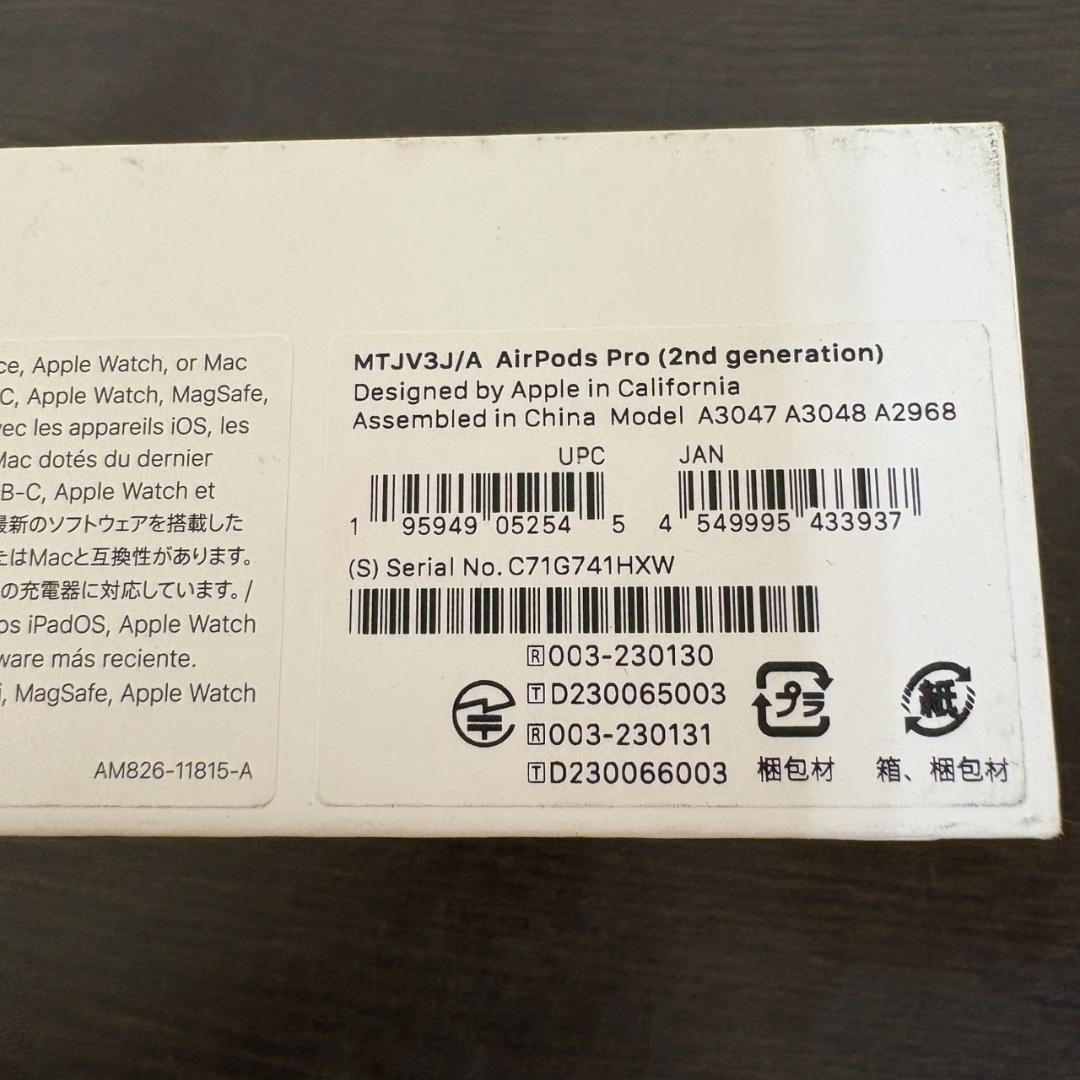 ce, Apple Watch, or Mac
C, Apple Watch, MagSafe,
vec les appareils iOS, les
Mac dotés du dernier
B-C, Apple Watch et
最新のソフトウェアを搭載した
たはMacと互換性があります。
の充電器に対応しています。/
os iPadOS, Apple Watch
ware más reciente.
i, MagSafe, Apple Watch
AM826-11815-A
MTJV3J/A AirPods Pro (2nd generation)
Designed by Apple in California
Assembled in China Model A3047 A3048 A2968
UPC
1 95949 05254 5
JAN
4 549995 433937
(S) Serial No. C71G741HXW
R 003-230130
T D230065003
R 003-230131
T D230066003
プラ
梱包材
紙
箱、梱包材